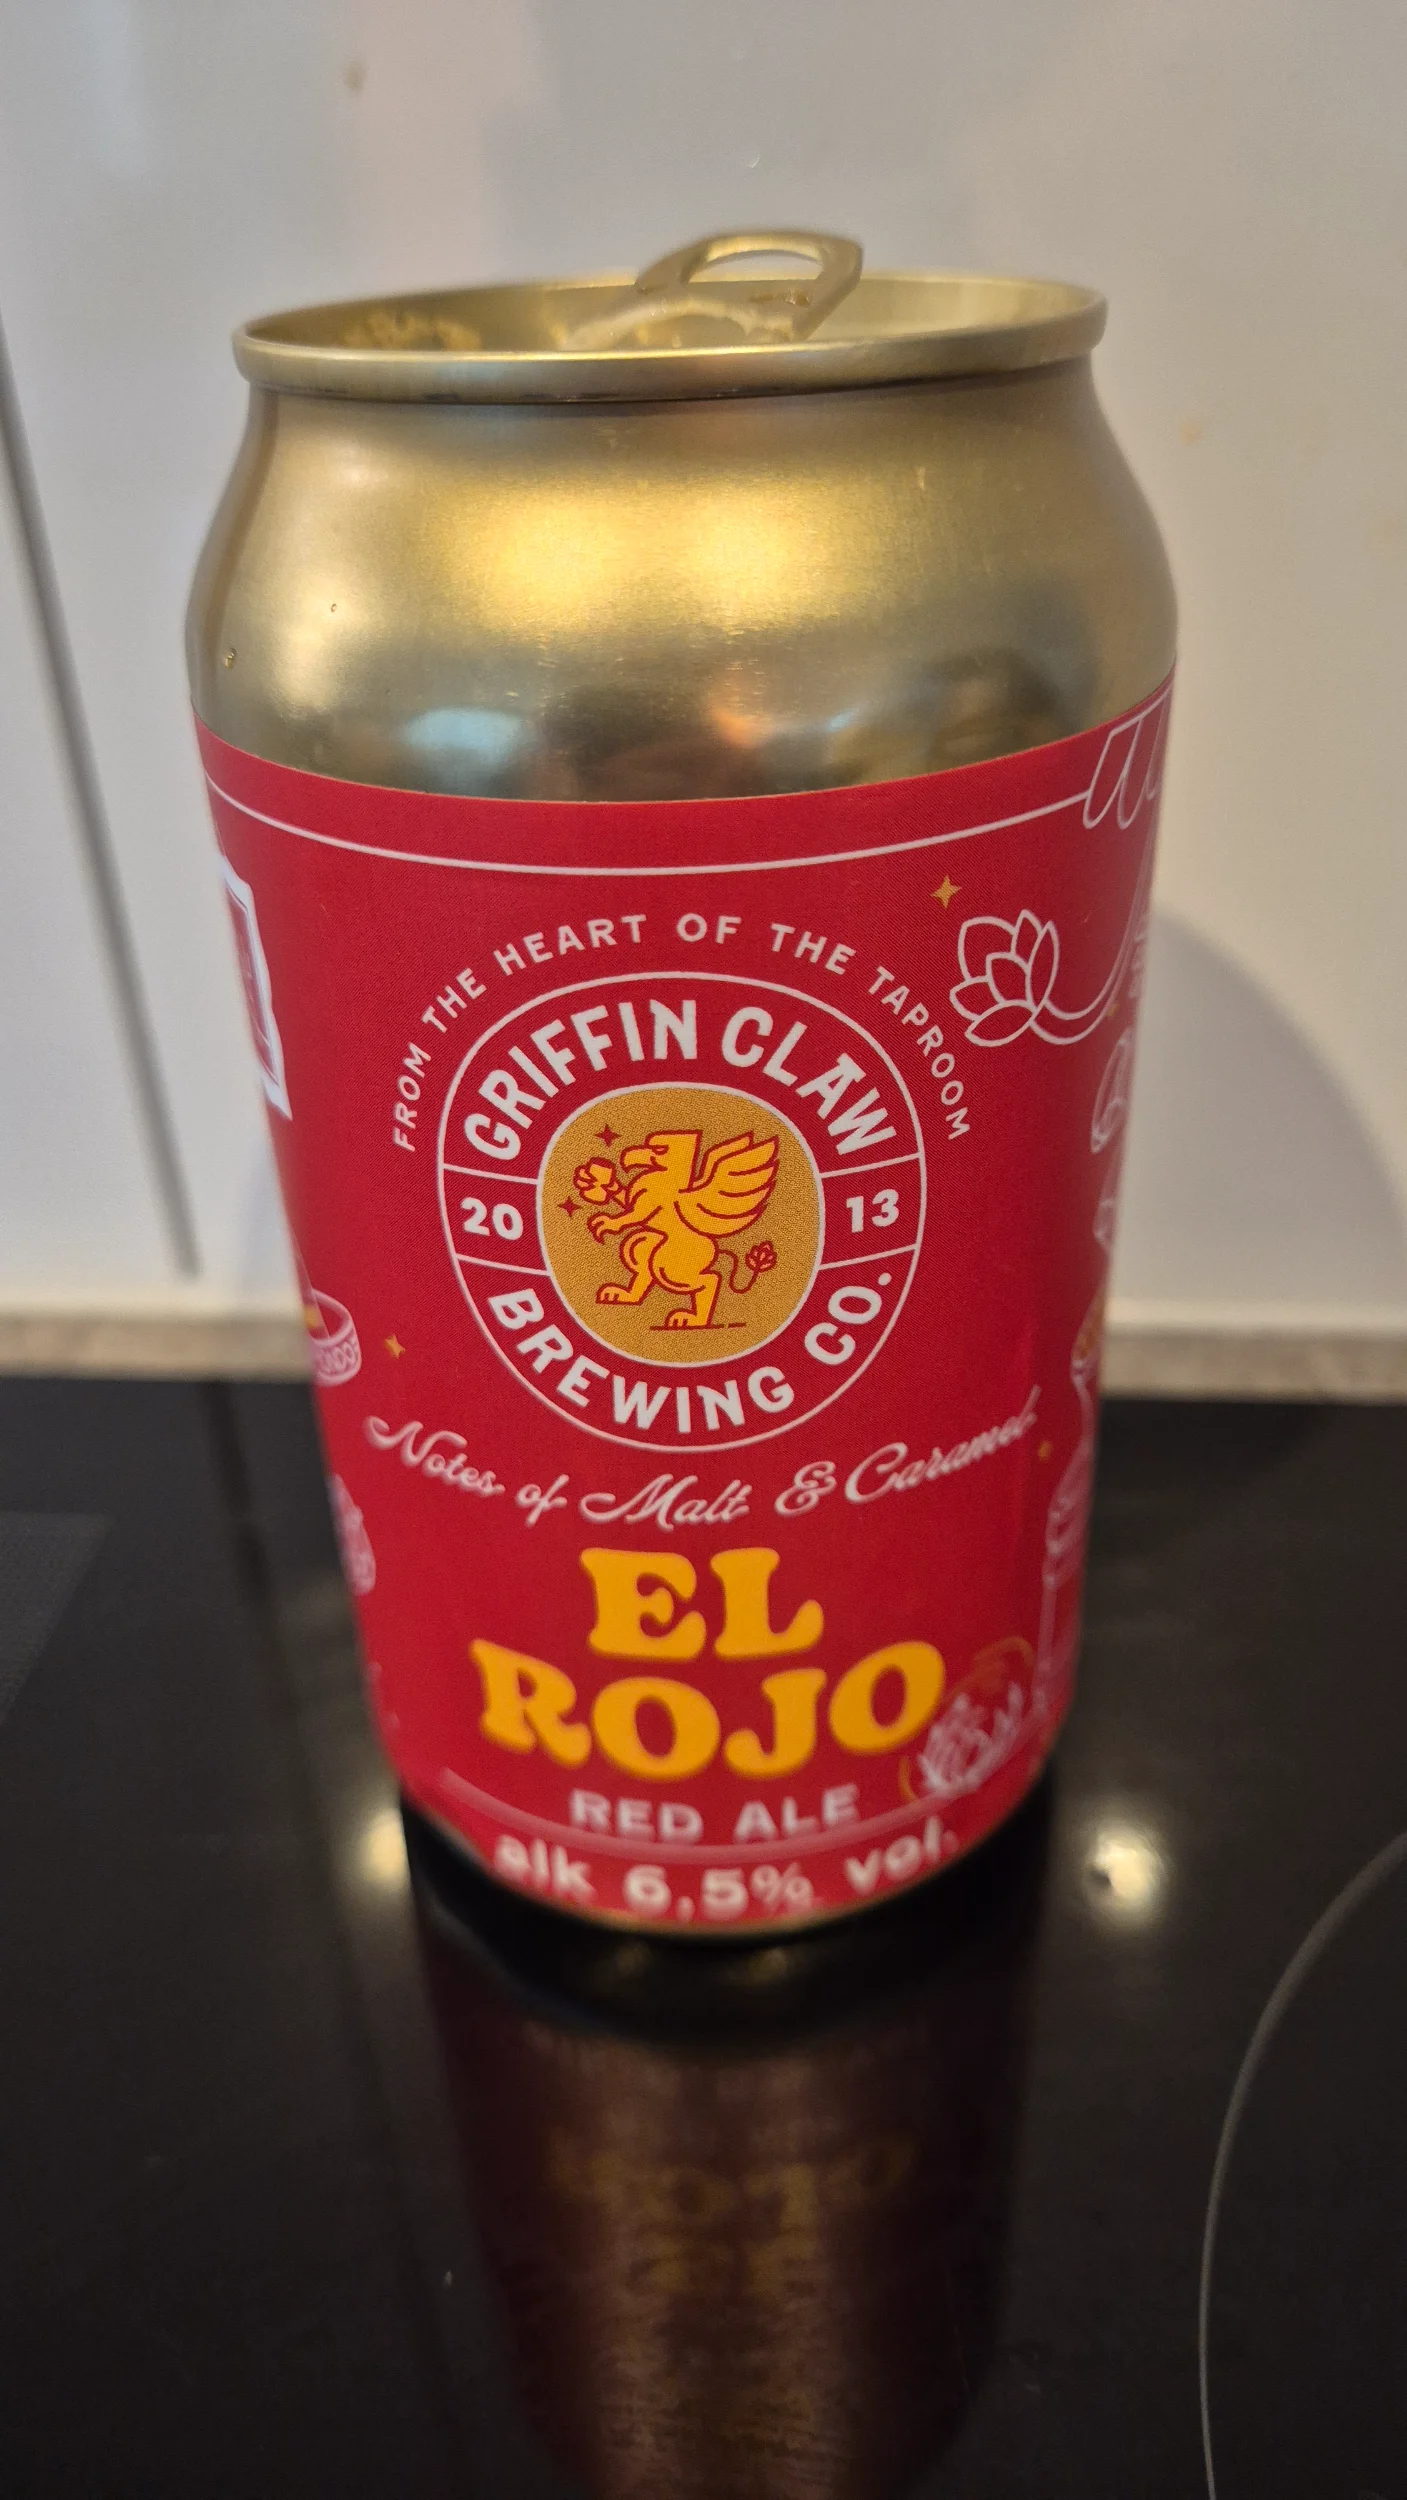 FROM THE HEART OF THE TAPROOM
GRIFFIN CLAW
20 13
BREWING CO.
Notes of Malt & Caramel
EL
ROJO
RED ALE
alk 6,5% vol.